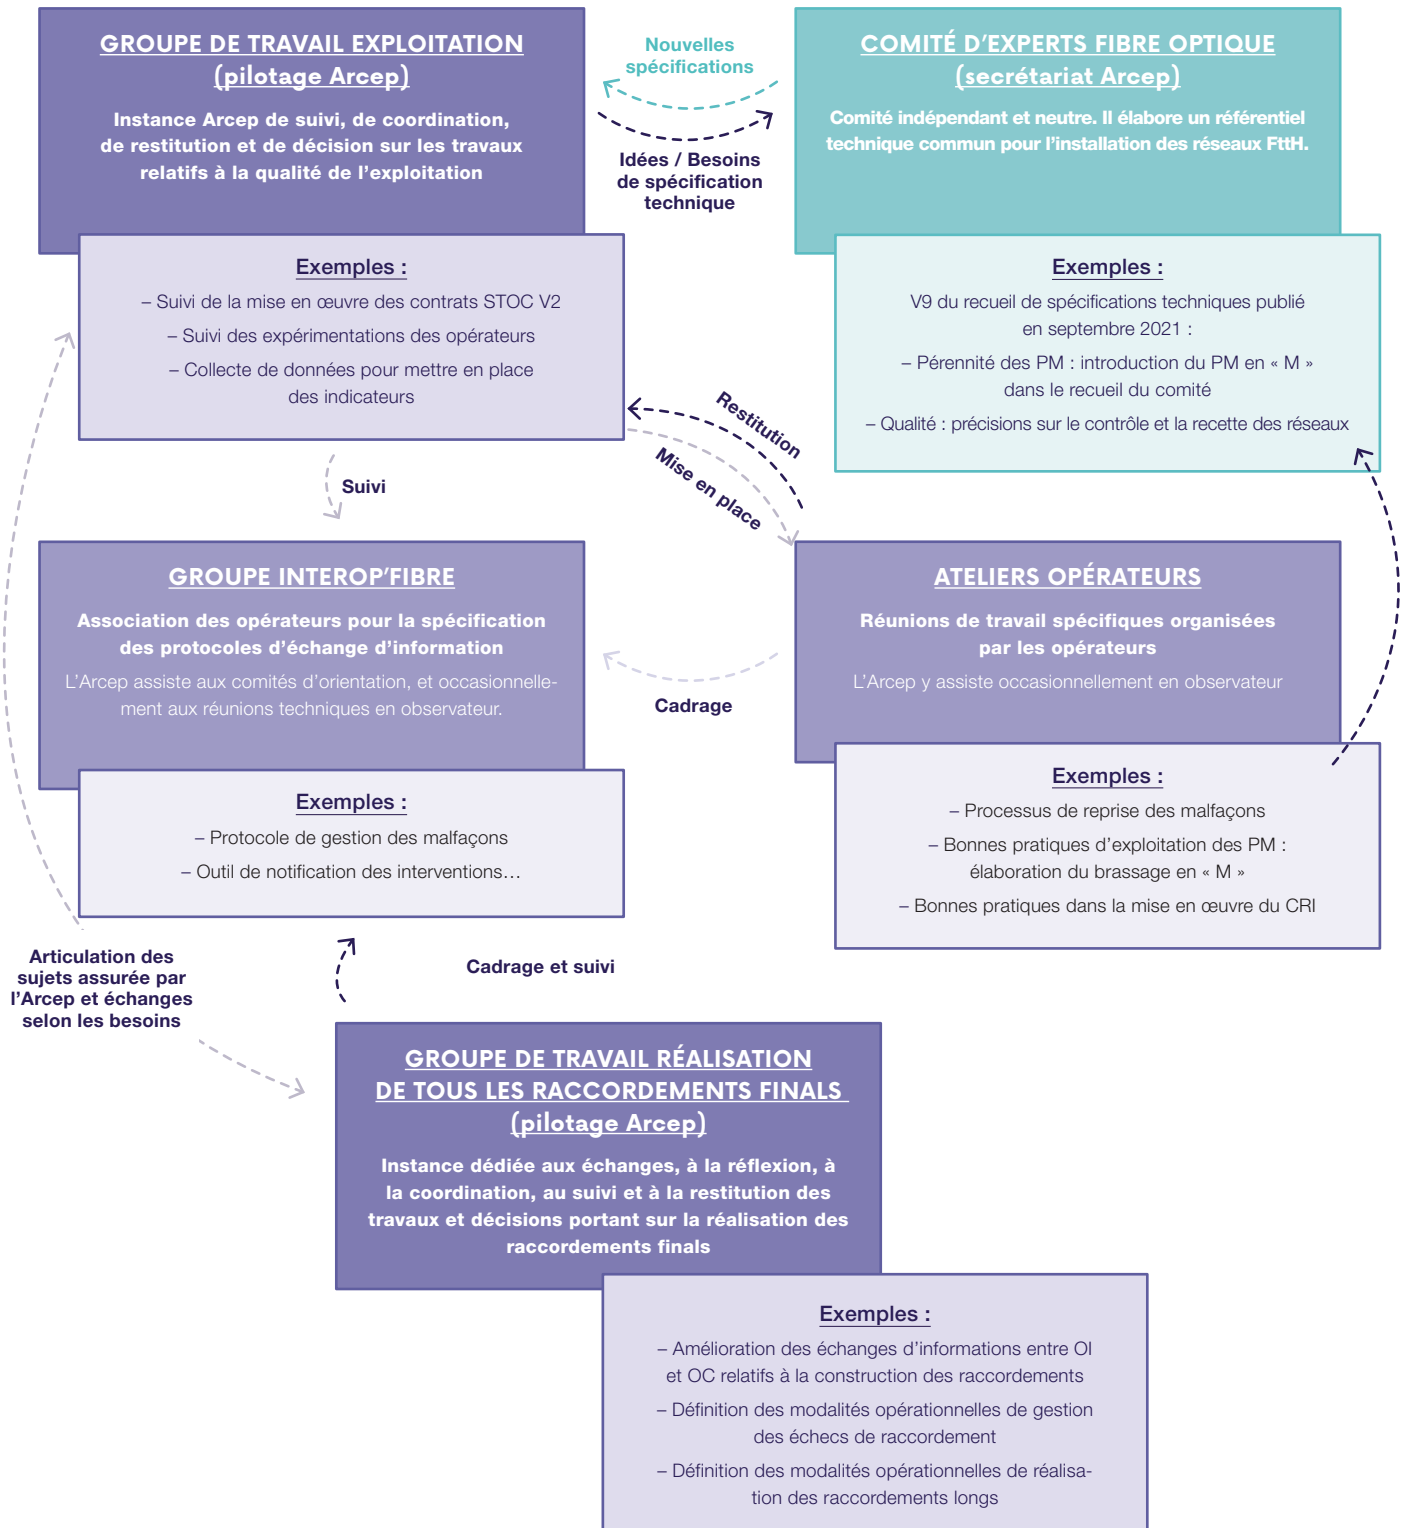 GROUPE DE TRAVAIL EXPLOITATION
(pilotage Arcep)
Instance Arcep de suivi, de coordination,
de restitution et de décision sur les travaux
relatifs à la qualité de l'exploitation
Exemples :
– Suivi de la mise en œuvre des contrats STOC V2
– Suivi des expérimentations des opérateurs
– Collecte de données pour mettre en place
des indicateurs
Nouvelles
spécifications
Idées / Besoins
de spécification
technique
COMITÉ D'EXPERTS FIBRE OPTIQUE
(secrétariat Arcep)
Comité indépendant et neutre. Il élabore un référentiel
technique commun pour l'installation des réseaux FttH.
Exemples :
V9 du recueil de spécifications techniques publié
en septembre 2021 :
– Pérennité des PM : introduction du PM en « M »
dans le recueil du comité
– Qualité : précisions sur le contrôle et la recette des réseaux
Restitution
Mise en place
Suivi
GROUPE INTEROP'FIBRE
Association des opérateurs pour la spécification
des protocoles d'échange d'information
L'Arcep assiste aux comités d'orientation, et occasionnelle-
ment aux réunions techniques en observateur.
Exemples :
– Protocole de gestion des malfaçons
– Outil de notification des interventions…
Cadrage
ATELIERS OPÉRATEURS
Réunions de travail spécifiques organisées
par les opérateurs
L'Arcep y assiste occasionnellement en observateur
Exemples :
– Processus de reprise des malfaçons
– Bonnes pratiques d'exploitation des PM :
élaboration du brassage en « M »
– Bonnes pratiques dans la mise en œuvre du CRI
Articulation des
sujets assurée par
l'Arcep et échanges
selon les besoins
Cadrage et suivi
GROUPE DE TRAVAIL RÉALISATION
DE TOUS LES RACCORDEMENTS FINALS
(pilotage Arcep)
Instance dédiée aux échanges, à la réflexion, à
la coordination, au suivi et à la restitution des
travaux et décisions portant sur la réalisation des
raccordements finals
Exemples :
– Amélioration des échanges d'informations entre OI
et OC relatifs à la construction des raccordements
– Définition des modalités opérationnelles de gestion
des échecs de raccordement
– Définition des modalités opérationnelles de réalisa-
tion des raccordements longs